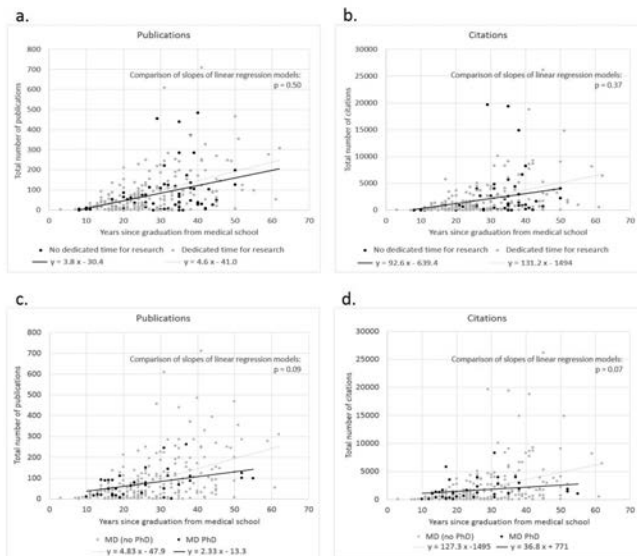 a.
Publications
Total number of publications
800
700
600
500
400
300
200
100
0
Comparison of slopes of linear regression models:
p = 0.50
0 10 20 30 40 50 60 70
Years since graduation from medical school
No dedicated time for research Dedicated time for research
y = 3.8 x - 30.4 y = 4.6 x - 41.0
b.
Citations
Total number of citations
30000
25000
20000
15000
10000
5000
0
Comparison of slopes of linear regression models:
p = 0.37
0 10 20 30 40 50 60 70
Years since graduation from medical school
No dedicated time for research Dedicated time for research
y = 92.6 x - 639.4 y = 131.2 x - 1494
c.
Publications
Total number of publications
800
700
600
500
400
300
200
100
0
Comparison of slopes of linear regression models:
p = 0.09
0 10 20 30 40 50 60 70
Years since graduation from medical school
MD (no PhD) MD PhD
y = 4.83 x - 47.9 y = 2.33 x - 13.3
d.
Citations
Total number of citations
30000
25000
20000
15000
10000
5000
0
Comparison of slopes of linear regression models:
p = 0.07
0 10 20 30 40 50 60 70
Years since graduation from medical school
MD (no PhD) MD PhD
y = 127.3 x -1495 y = 36.8 x + 771